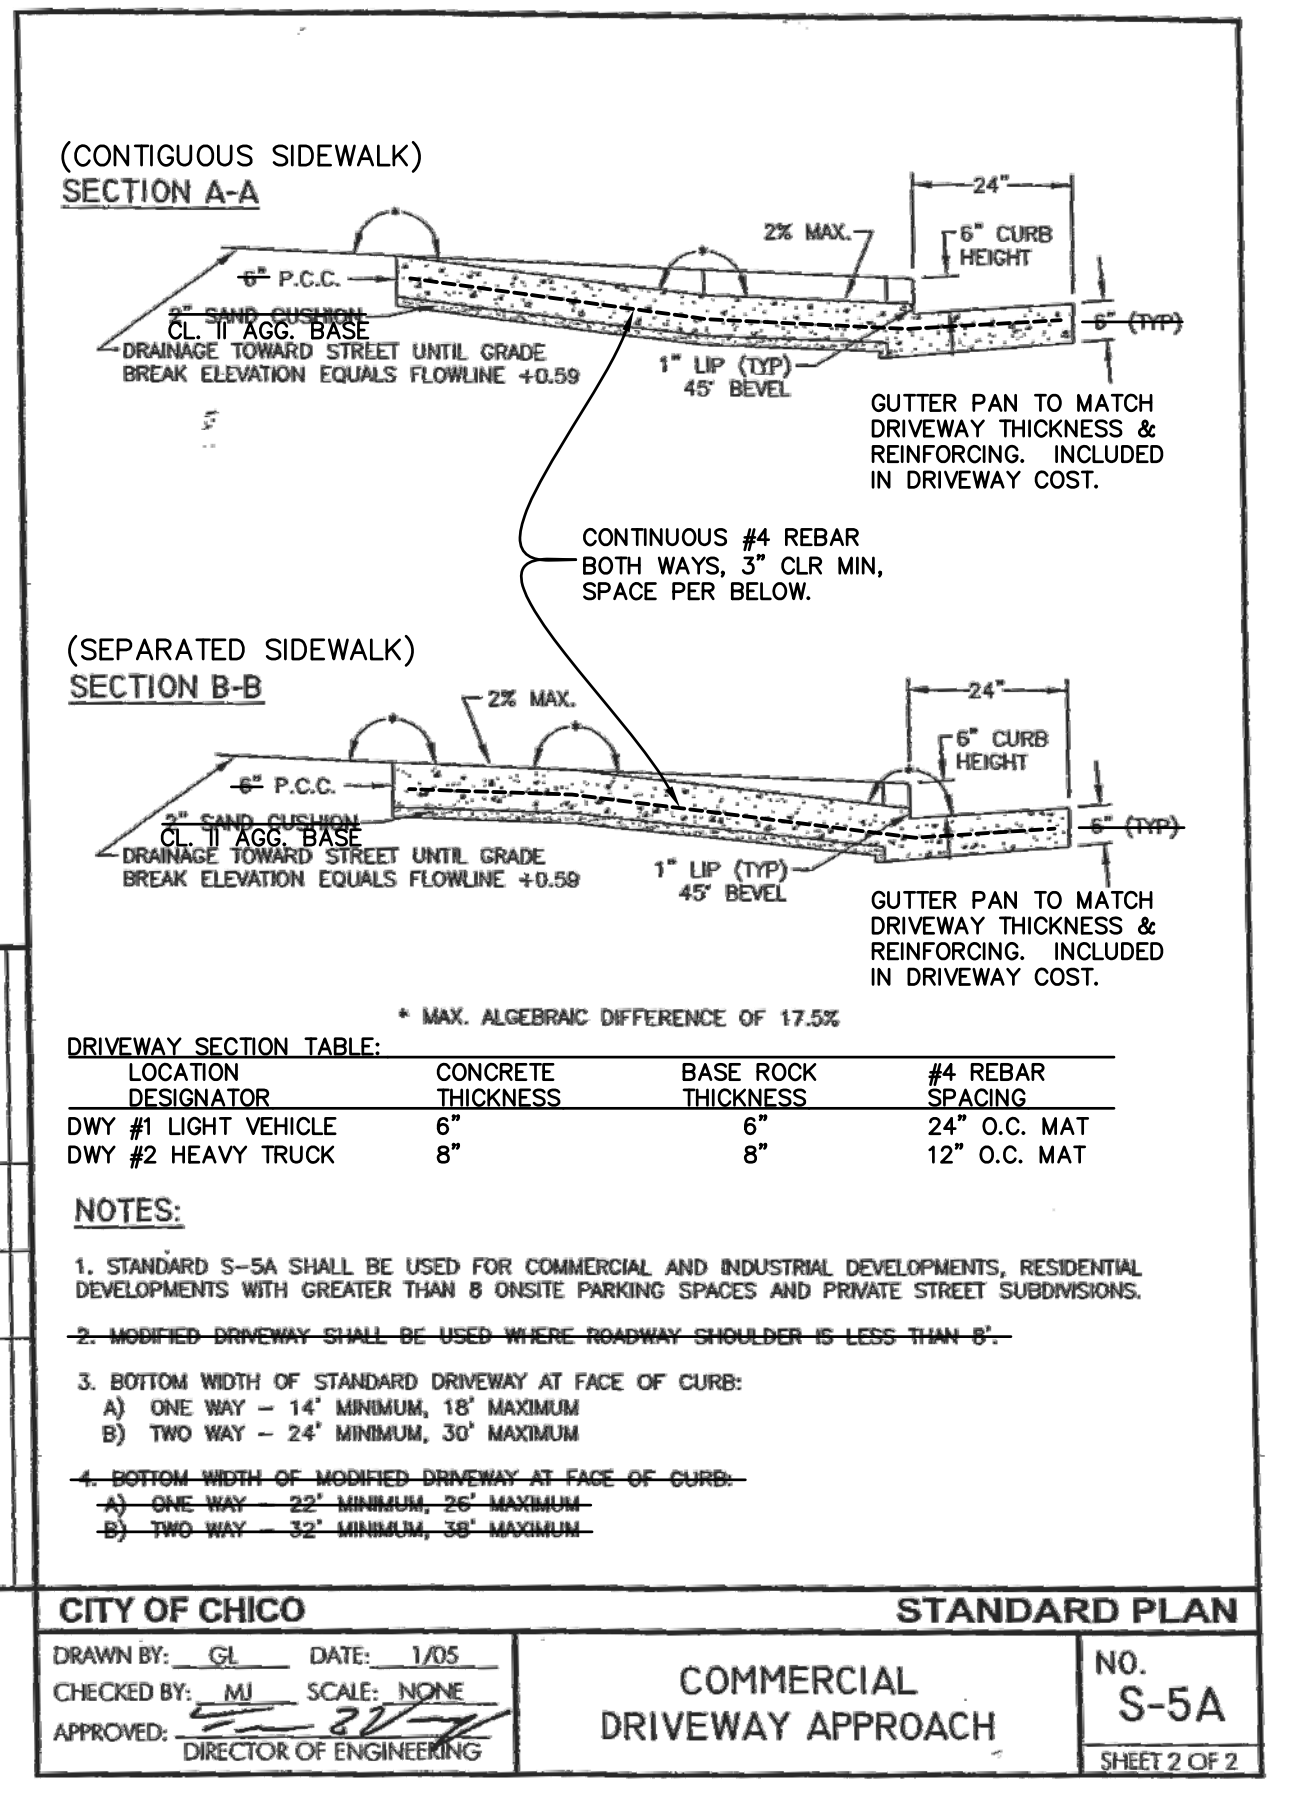 (CONTIGUOUS SIDEWALK)
SECTION A-A
24"
*
2% MAX.
*
6" CURB
HEIGHT
6" P.C.C.
2" SAND CUSHION
CL. II AGG. BASE
6" (TYP)
DRAINAGE TOWARD STREET UNTIL GRADE
BREAK ELEVATION EQUALS FLOWLINE +0.59
1" LIP (TYP)
45° BEVEL
GUTTER PAN TO MATCH
DRIVEWAY THICKNESS &
REINFORCING. INCLUDED
IN DRIVEWAY COST.
CONTINUOUS #4 REBAR
BOTH WAYS, 3" CLR MIN,
SPACE PER BELOW.
(SEPARATED SIDEWALK)
SECTION B-B
2% MAX.
24"
*
*
6" CURB
HEIGHT
*
6" P.C.C.
2" SAND CUSHION
CL. II AGG. BASE
6" (TYP)
DRAINAGE TOWARD STREET UNTIL GRADE
BREAK ELEVATION EQUALS FLOWLINE +0.59
1" LIP (TYP)
45° BEVEL
GUTTER PAN TO MATCH
DRIVEWAY THICKNESS &
REINFORCING. INCLUDED
IN DRIVEWAY COST.
* MAX. ALGEBRAIC DIFFERENCE OF 17.5%
DRIVEWAY SECTION TABLE:
LOCATION CONCRETE BASE ROCK #4 REBAR
DESIGNATOR THICKNESS THICKNESS SPACING
DWY #1 LIGHT VEHICLE 6" 6" 24" O.C. MAT
DWY #2 HEAVY TRUCK 8" 8" 12" O.C. MAT
NOTES:
1. STANDARD S-5A SHALL BE USED FOR COMMERCIAL AND INDUSTRIAL DEVELOPMENTS, RESIDENTIAL
DEVELOPMENTS WITH GREATER THAN 8 ONSITE PARKING SPACES AND PRIVATE STREET SUBDIVISIONS.
2. MODIFIED DRIVEWAY SHALL BE USED WHERE ROADWAY SHOULDER IS LESS THAN 8'.
3. BOTTOM WIDTH OF STANDARD DRIVEWAY AT FACE OF CURB:
A) ONE WAY - 14' MINIMUM, 18' MAXIMUM
B) TWO WAY - 24' MINIMUM, 30' MAXIMUM
4. BOTTOM WIDTH OF MODIFIED DRIVEWAY AT FACE OF CURB:
A) ONE WAY - 22' MINIMUM, 26' MAXIMUM
B) TWO WAY - 32' MINIMUM, 38' MAXIMUM
CITY OF CHICO STANDARD PLAN
DRAWN BY: GL DATE: 1/05
CHECKED BY: MJ SCALE: NONE
APPROVED:
DIRECTOR OF ENGINEERING
COMMERCIAL
DRIVEWAY APPROACH
NO.
S-5A
SHEET 2 OF 2